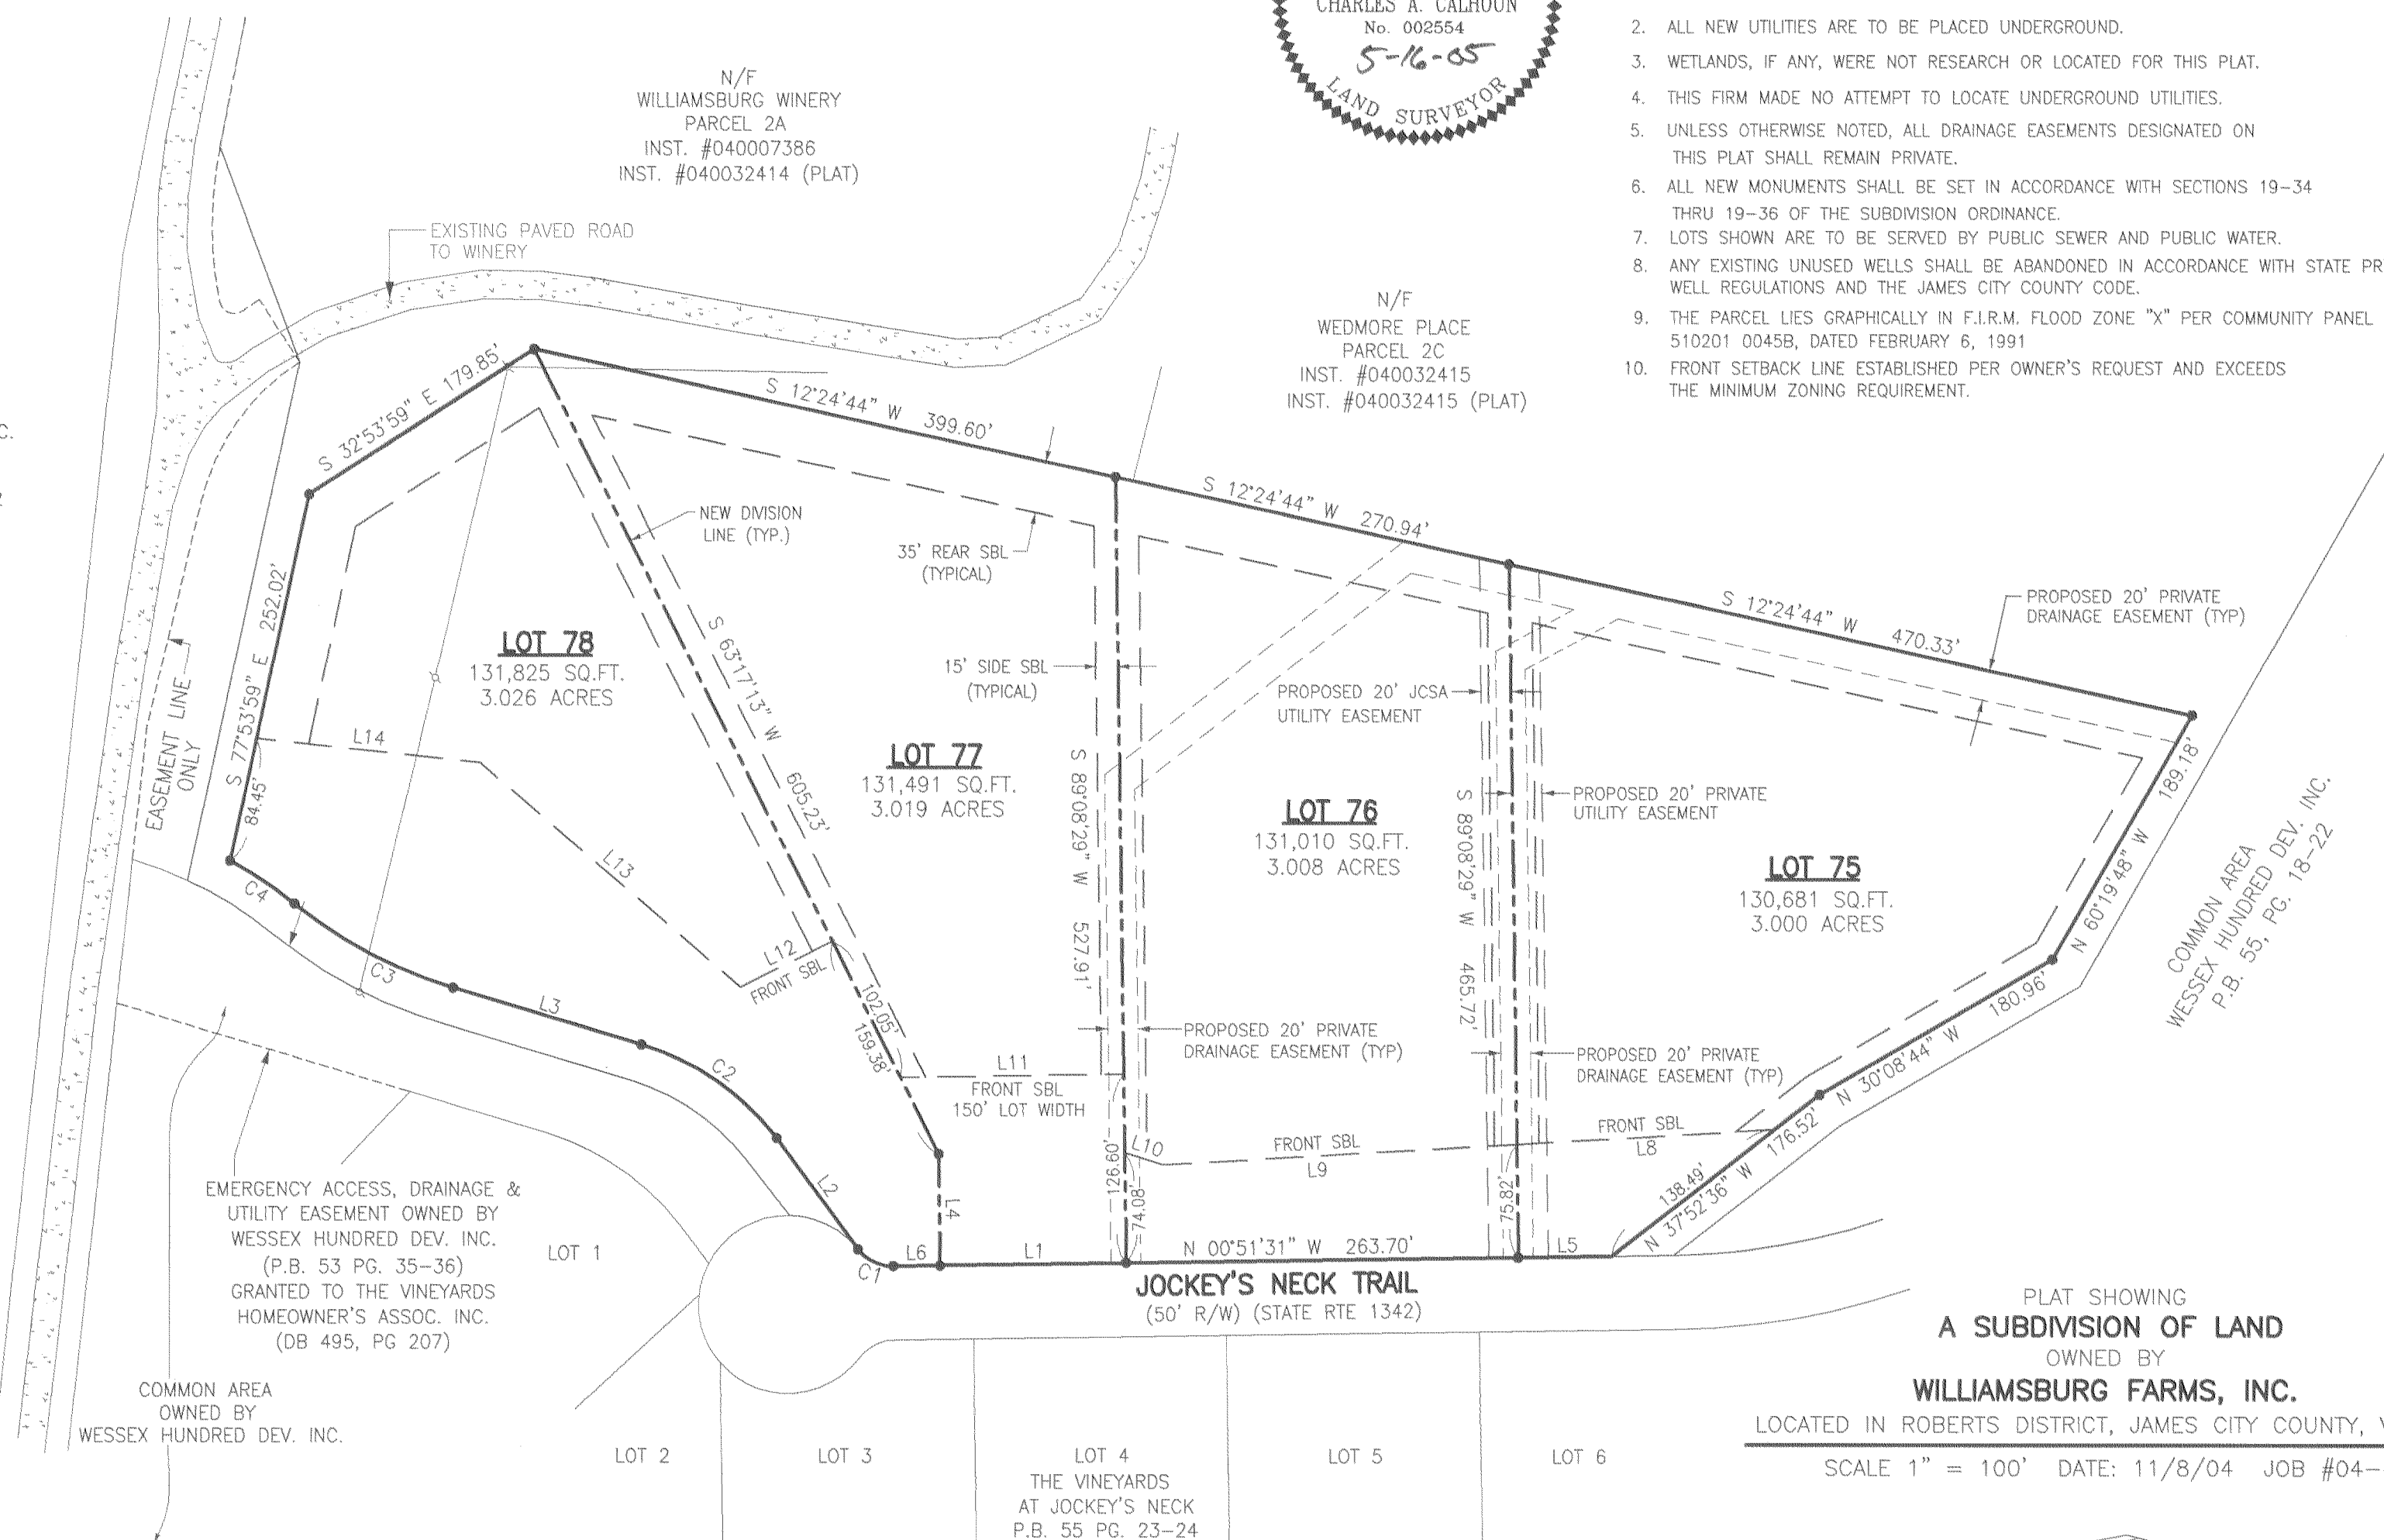 CHARLES A. CALHOUN
No. 002554
5-16-05
LAND SURVEYOR
2. ALL NEW UTILITIES ARE TO BE PLACED UNDERGROUND.
3. WETLANDS, IF ANY, WERE NOT RESEARCH OR LOCATED FOR THIS PLAT.
4. THIS FIRM MADE NO ATTEMPT TO LOCATE UNDERGROUND UTILITIES.
5. UNLESS OTHERWISE NOTED, ALL DRAINAGE EASEMENTS DESIGNATED ON
THIS PLAT SHALL REMAIN PRIVATE.
6. ALL NEW MONUMENTS SHALL BE SET IN ACCORDANCE WITH SECTIONS 19-34
THRU 19-36 OF THE SUBDIVISION ORDINANCE.
7. LOTS SHOWN ARE TO BE SERVED BY PUBLIC SEWER AND PUBLIC WATER.
8. ANY EXISTING UNUSED WELLS SHALL BE ABANDONED IN ACCORDANCE WITH STATE PR
WELL REGULATIONS AND THE JAMES CITY COUNTY CODE.
9. THE PARCEL LIES GRAPHICALLY IN F.I.R.M. FLOOD ZONE "X" PER COMMUNITY PANEL
510201 0045B, DATED FEBRUARY 6, 1991
10. FRONT SETBACK LINE ESTABLISHED PER OWNER'S REQUEST AND EXCEEDS
THE MINIMUM ZONING REQUIREMENT.
N/F
WILLIAMSBURG WINERY
PARCEL 2A
INST. #040007386
INST. #040032414 (PLAT)
EXISTING PAVED ROAD
TO WINERY
N/F
WEDMORE PLACE
PARCEL 2C
INST. #040032415
INST. #040032415 (PLAT)
C.
S 32°53'59" E 179.85'
S 12°24'44" W 399.60'
S 12°24'44" W 270.94'
S 12°24'44" W 470.33'
NEW DIVISION
LINE (TYP.)
35' REAR SBL
(TYPICAL)
PROPOSED 20' PRIVATE
DRAINAGE EASEMENT (TYP)
S 77°53'59" E 252.02'
84.45'
EASEMENT LINE
ONLY
LOT 78
131,825 SQ.FT.
3.026 ACRES
L14
L13
L12
FRONT SBL
S 63°17'13" W 605.23'
102.05'
159.38'
15' SIDE SBL
(TYPICAL)
LOT 77
131,491 SQ.FT.
3.019 ACRES
S 89°08'29" W 527.91'
PROPOSED 20' JCSA
UTILITY EASEMENT
LOT 76
131,010 SQ.FT.
3.008 ACRES
S 89°08'29" W 465.72'
PROPOSED 20' PRIVATE
UTILITY EASEMENT
LOT 75
130,681 SQ.FT.
3.000 ACRES
189.18'
N 60°19'48" W
COMMON AREA
WESSEX HUNDRED DEV. INC.
P.B. 55, PG. 18-22
N 30°08'44" W 180.96'
N 37°52'36" W 176.52'
138.49'
C4
C3
L3
C2
L2
C1
L6
L4
L1
L11
FRONT SBL
150' LOT WIDTH
PROPOSED 20' PRIVATE
DRAINAGE EASEMENT (TYP)
PROPOSED 20' PRIVATE
DRAINAGE EASEMENT (TYP)
126.60'
74.08'
L10
FRONT SBL
L9
FRONT SBL
L8
75.82'
N 00°51'31" W 263.70'
L5
JOCKEY'S NECK TRAIL
(50' R/W) (STATE RTE 1342)
EMERGENCY ACCESS, DRAINAGE &
UTILITY EASEMENT OWNED BY
WESSEX HUNDRED DEV. INC.
(P.B. 53 PG. 35-36)
GRANTED TO THE VINEYARDS
HOMEOWNER'S ASSOC. INC.
(DB 495, PG 207)
COMMON AREA
OWNED BY
WESSEX HUNDRED DEV. INC.
LOT 1
LOT 2
LOT 3
LOT 4
THE VINEYARDS
AT JOCKEY'S NECK
P.B. 55 PG. 23-24
LOT 5
LOT 6
PLAT SHOWING
A SUBDIVISION OF LAND
OWNED BY
WILLIAMSBURG FARMS, INC.
LOCATED IN ROBERTS DISTRICT, JAMES CITY COUNTY, V
SCALE 1" = 100' DATE: 11/8/04 JOB #04-